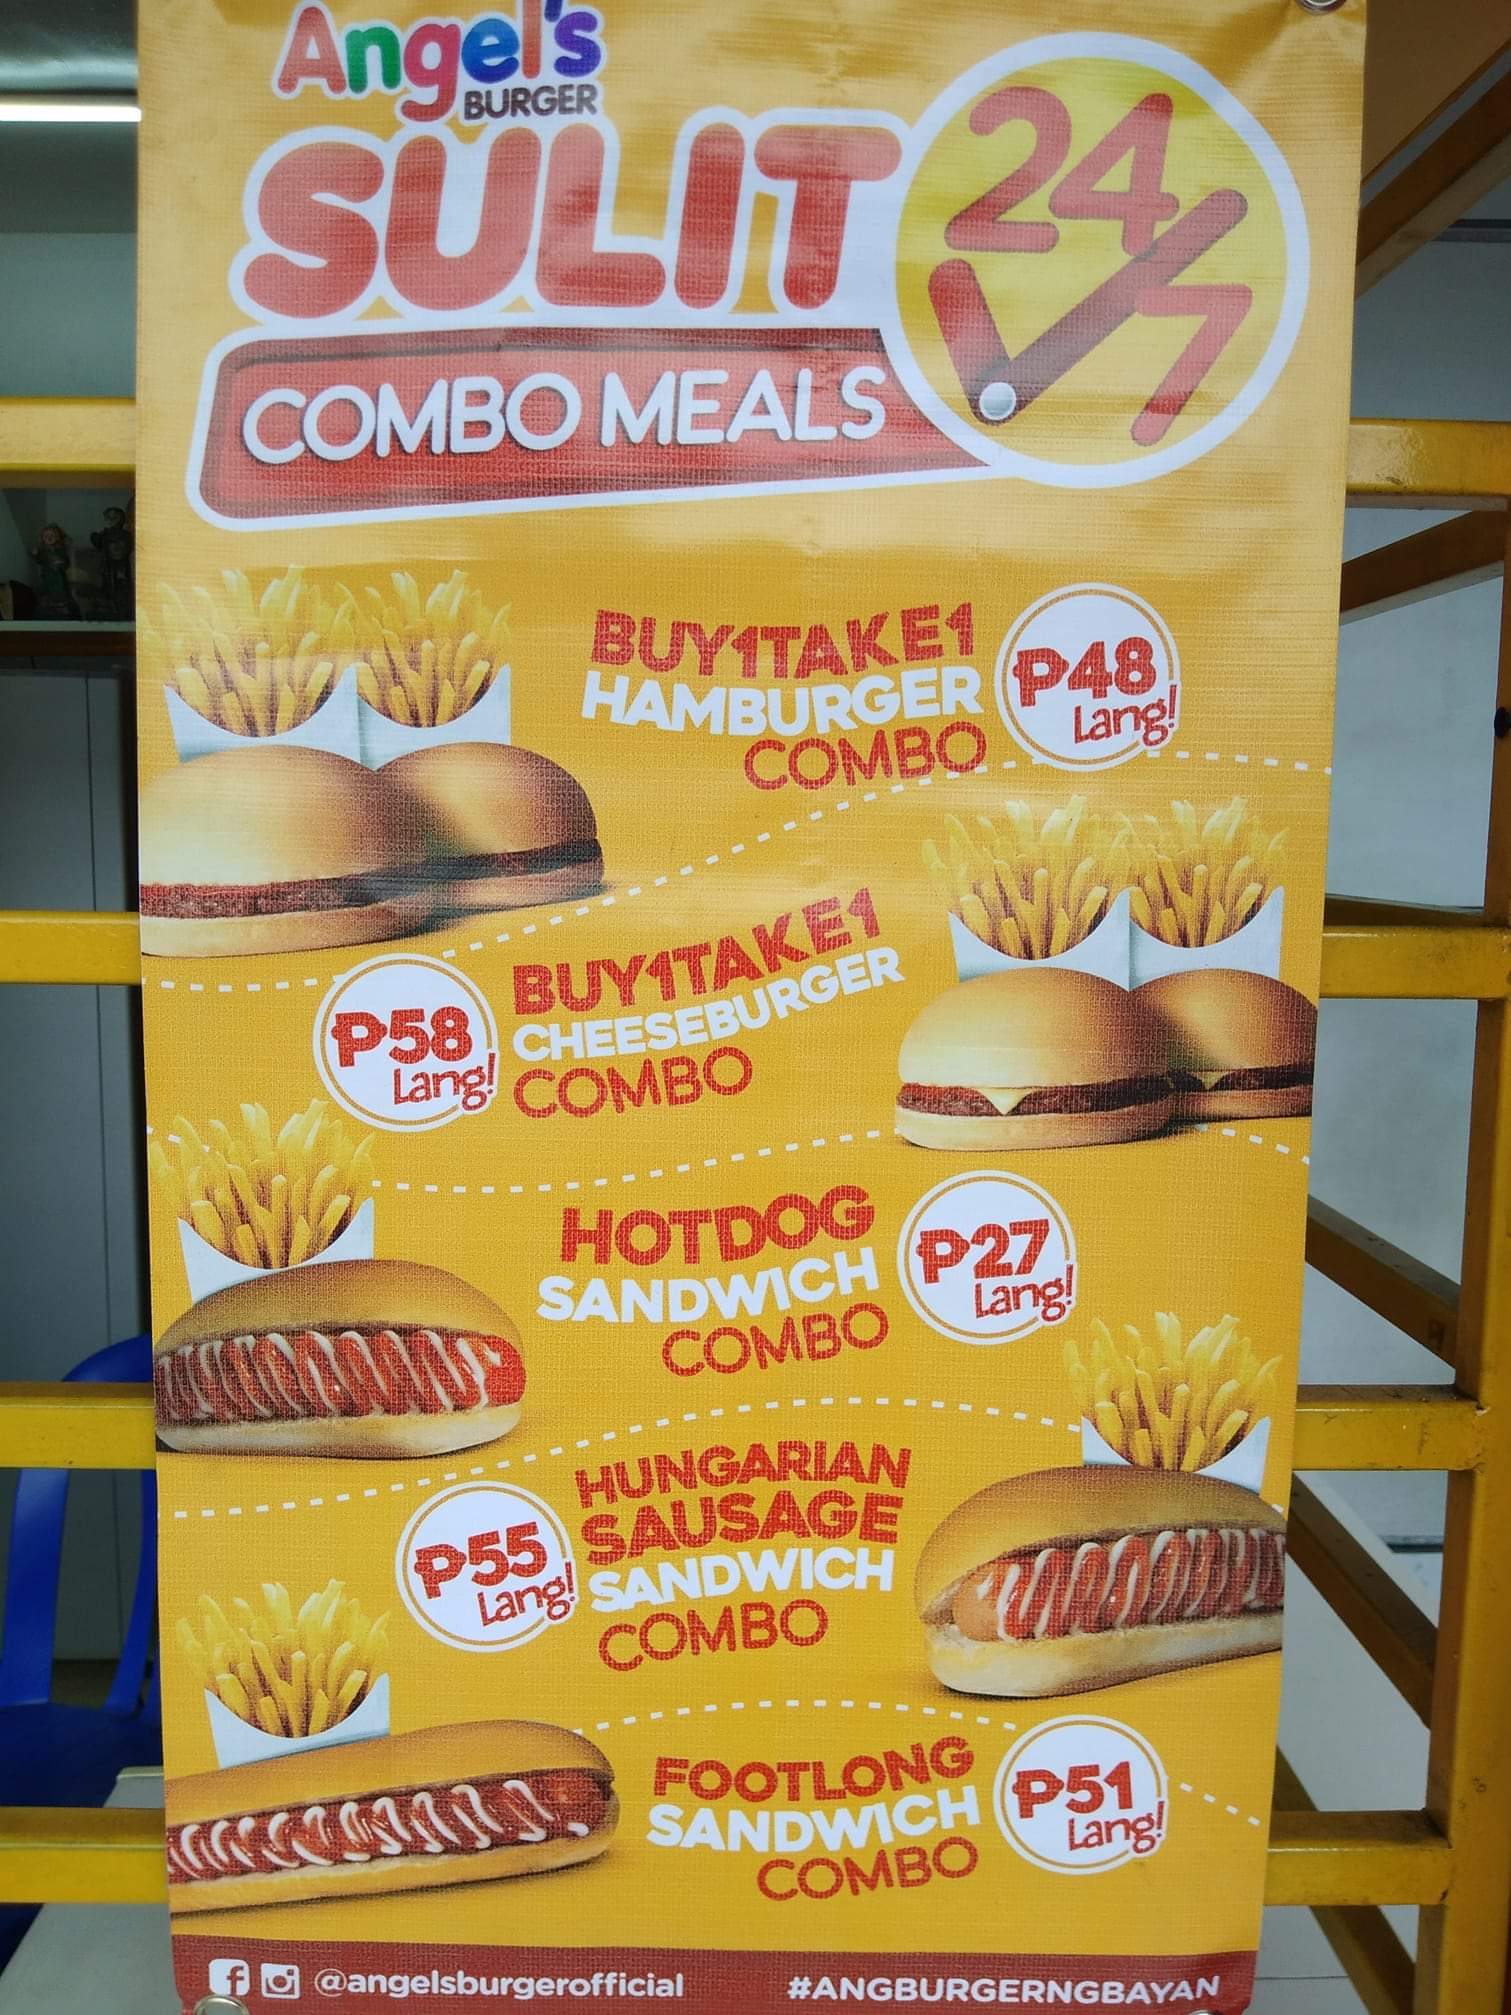 Angel's
BURGER
SULIT
24/7
COMBO MEALS
BUY1TAKE1
HAMBURGER
COMBO
₱48
Lang!
₱58
Lang!
BUY1TAKE1
CHEESEBURGER
COMBO
HOTDOG
SANDWICH
COMBO
₱27
Lang!
₱55
Lang!
HUNGARIAN
SAUSAGE
SANDWICH
COMBO
FOOTLONG
SANDWICH
COMBO
₱51
Lang!
@angelsburgerofficial #ANGBURGERNGBAYAN